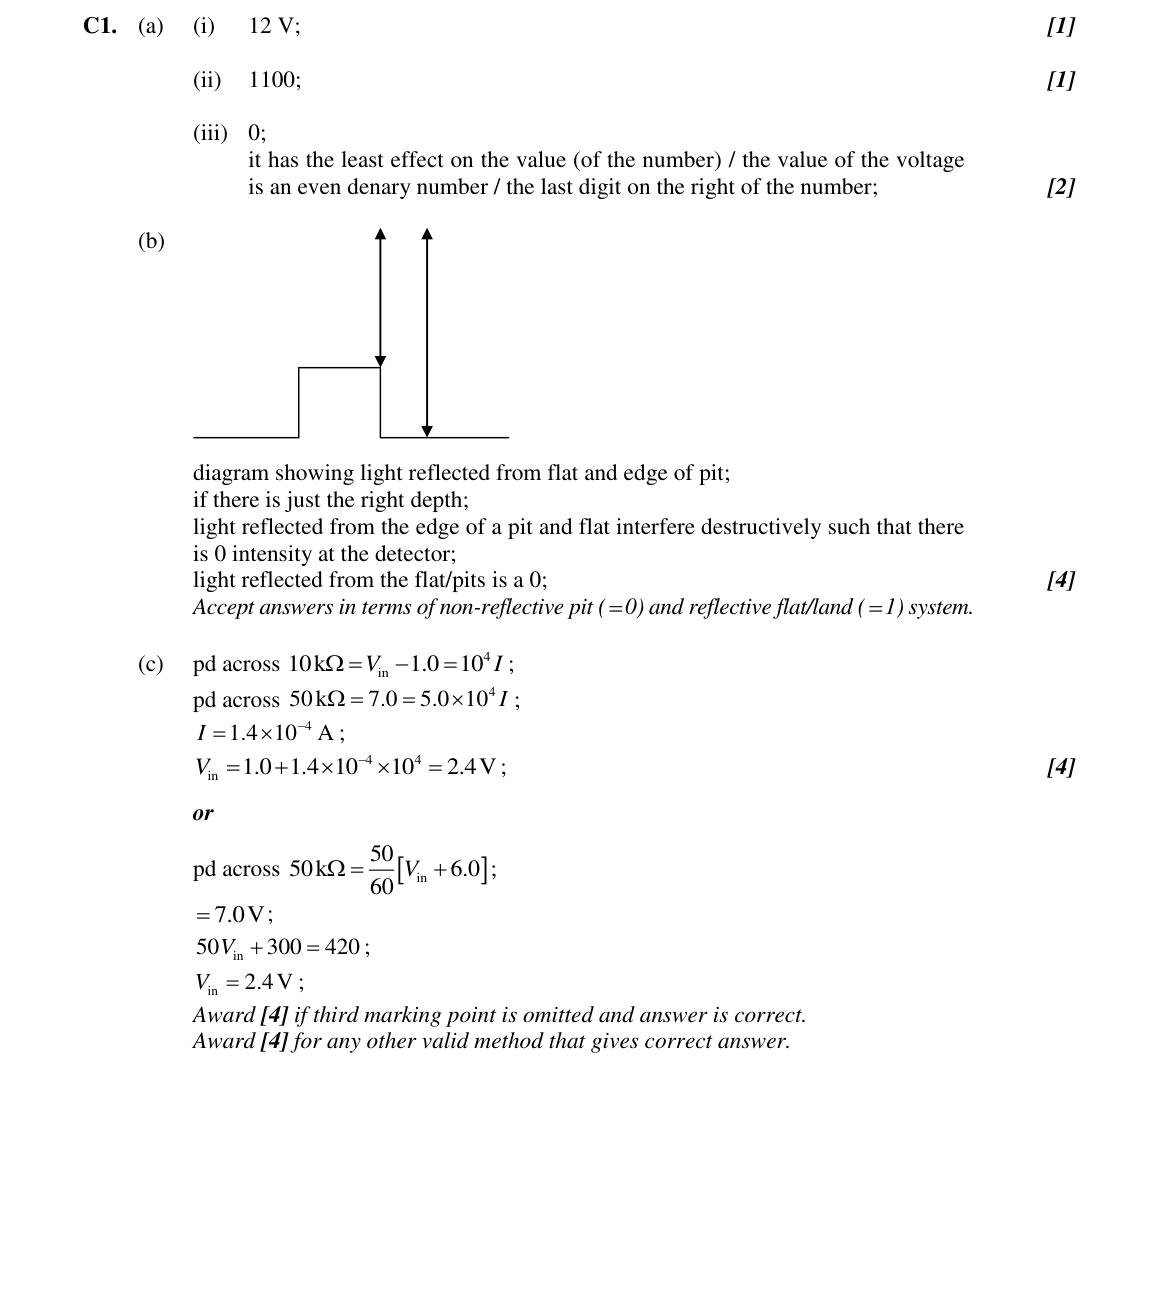 C1. (a) (i) 12 V; [1]
(ii) 1100; [1]
(iii) 0;
it has the least effect on the value (of the number) / the value of the voltage
is an even denary number / the last digit on the right of the number; [2]
(b)
diagram showing light reflected from flat and edge of pit;
if there is just the right depth;
light reflected from the edge of a pit and flat interfere destructively such that there
is 0 intensity at the detector;
light reflected from the flat/pits is a 0; [4]
Accept answers in terms of non-reflective pit (=0) and reflective flat/land (=1) system.
(c) pd across 10 kΩ = V_in − 1.0 = 10⁴ I ;
pd across 50 kΩ = 7.0 = 5.0×10⁴ I ;
I = 1.4×10⁻⁴ A ;
V_in = 1.0+1.4×10⁻⁴ ×10⁴ = 2.4 V ; [4]
or
pd across 50 kΩ = 50/60 [V_in + 6.0];
= 7.0 V;
50V_in + 300 = 420 ;
V_in = 2.4 V ;
Award [4] if third marking point is omitted and answer is correct.
Award [4] for any other valid method that gives correct answer.